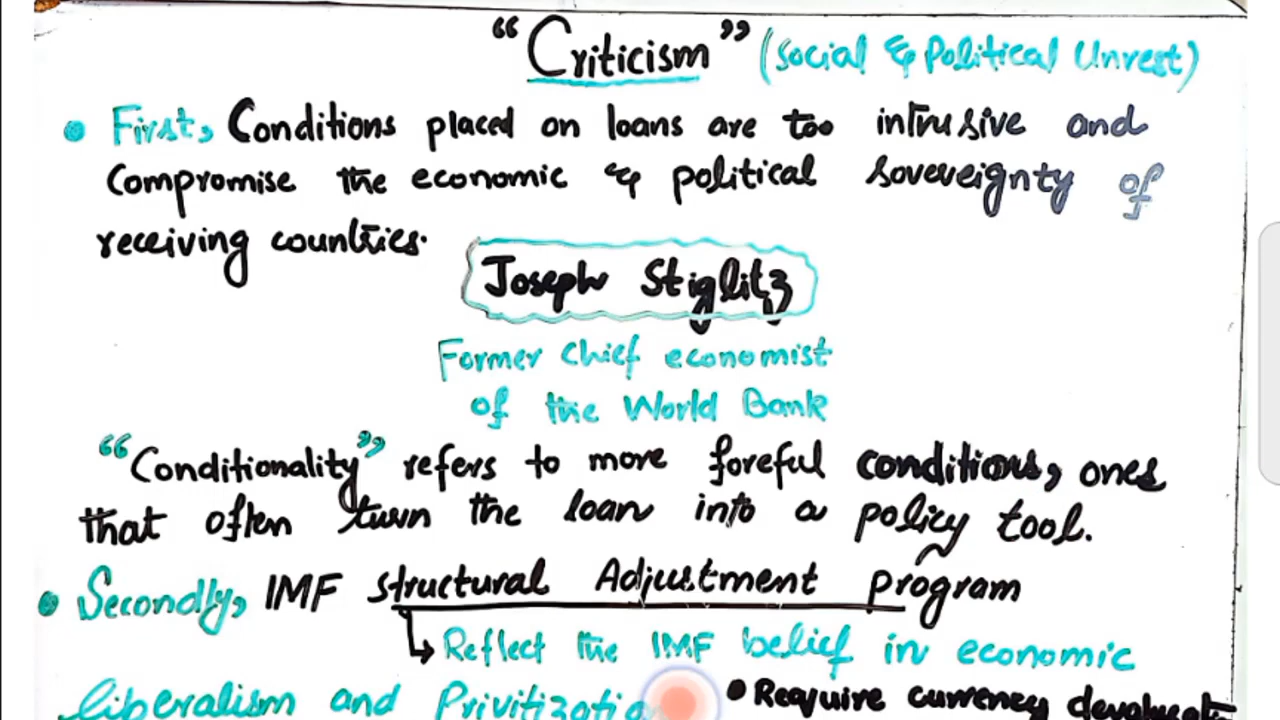 “Criticism” (Social & Political Unrest)
• First, Conditions placed on loans are too intrusive and
Compromise the economic & political sovereignty of
receiving countries.
Joseph Stiglitz
Former Chief economist
of the World Bank
“Conditionality” refers to more foreful conditions, ones
that often turn the loan into a policy tool.
• Secondly, IMF structural Adjustment program
↳ Reflect the IMF belief in economic
liberalism and Privitizatio • Require currency devaluat